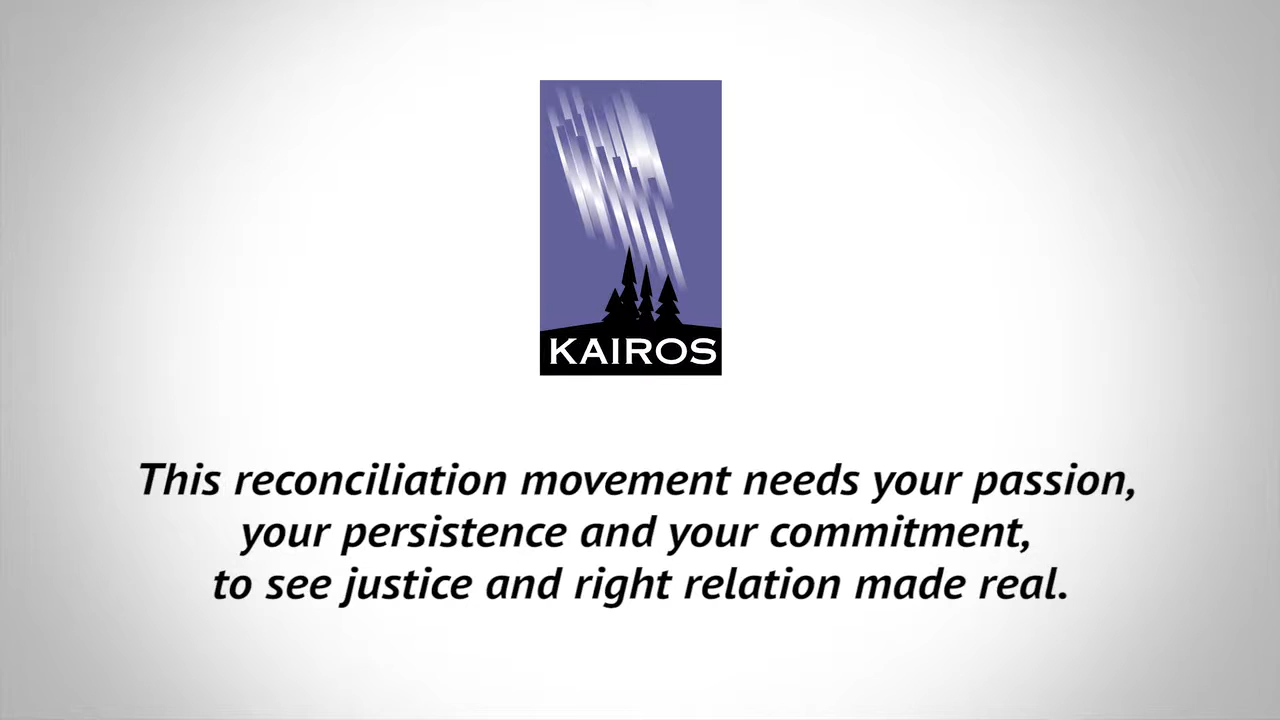 KAIROS
This reconciliation movement needs your passion,
your persistence and your commitment,
to see justice and right relation made real.